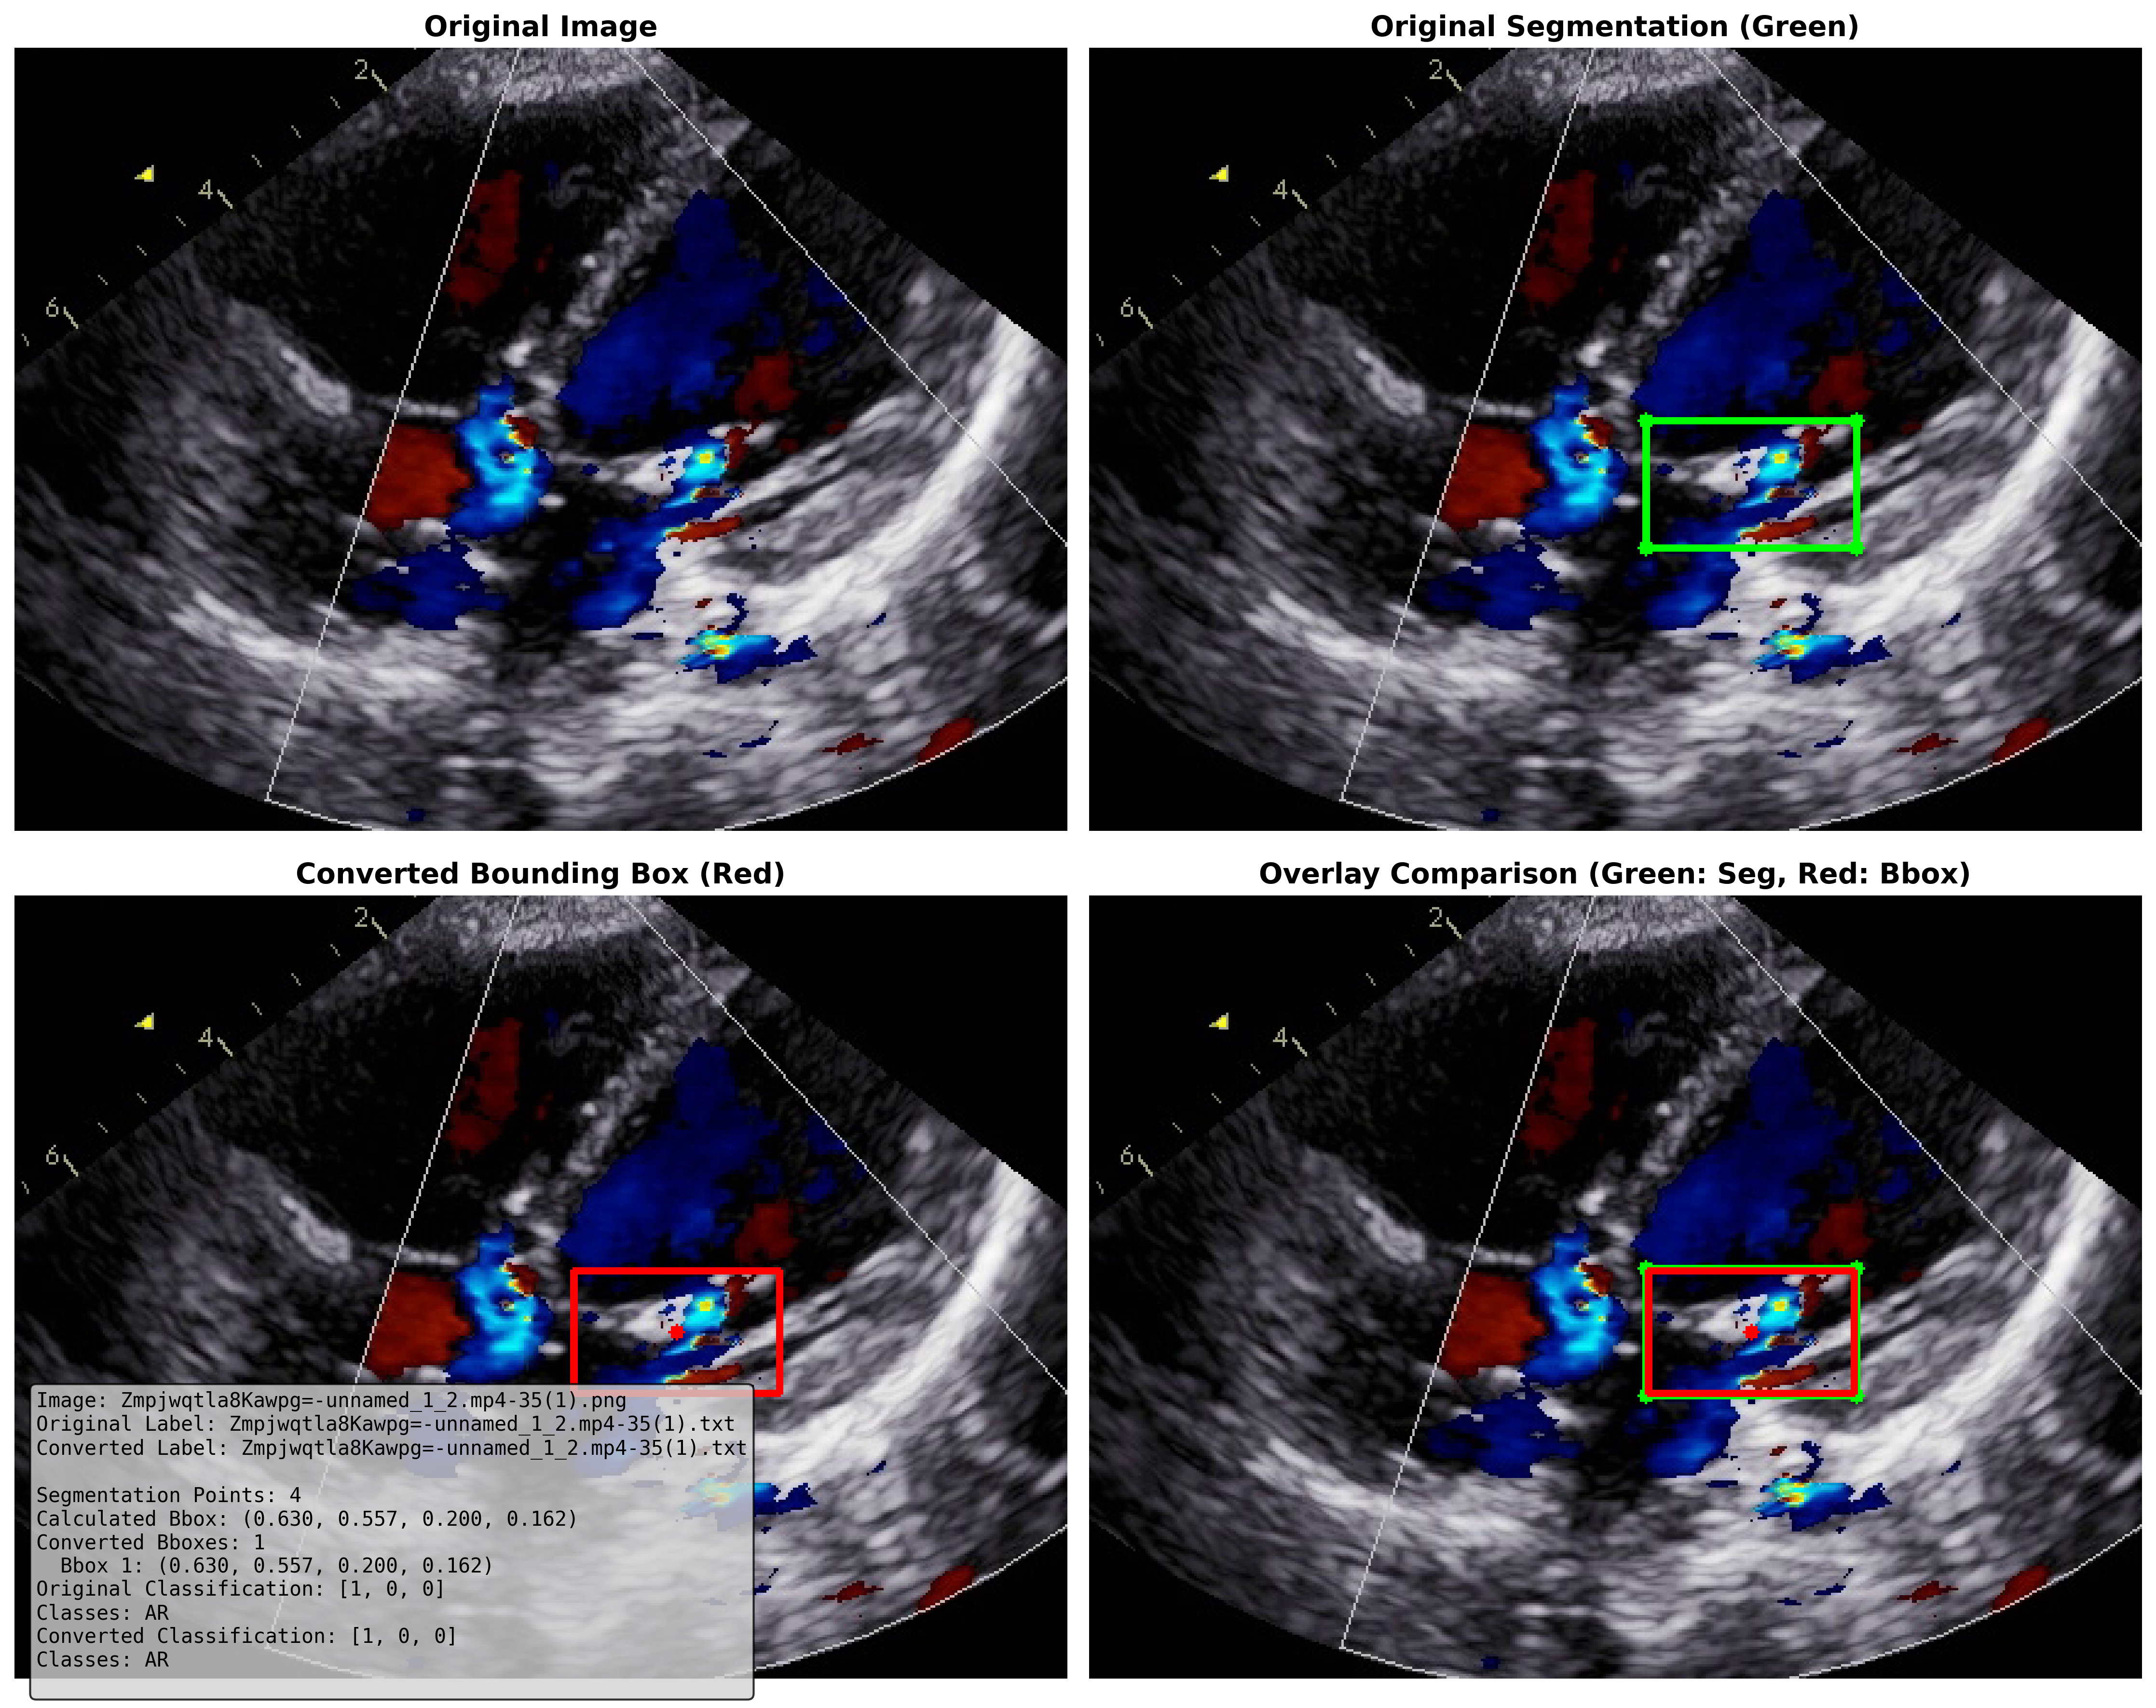 Original Image
Original Segmentation (Green)
2
4
6
2
4
6
Converted Bounding Box (Red)
Overlay Comparison (Green: Seg, Red: Bbox)
2
4
6
2
4
6
Image: Zmpjwqtla8Kawpg=-unnamed_1_2.mp4-35(1).png
Original Label: Zmpjwqtla8Kawpg=-unnamed_1_2.mp4-35(1).txt
Converted Label: Zmpjwqtla8Kawpg=-unnamed_1_2.mp4-35(1).txt
Segmentation Points: 4
Calculated Bbox: (0.630, 0.557, 0.200, 0.162)
Converted Bboxes: 1
Bbox 1: (0.630, 0.557, 0.200, 0.162)
Original Classification: [1, 0, 0]
Classes: AR
Converted Classification: [1, 0, 0]
Classes: AR